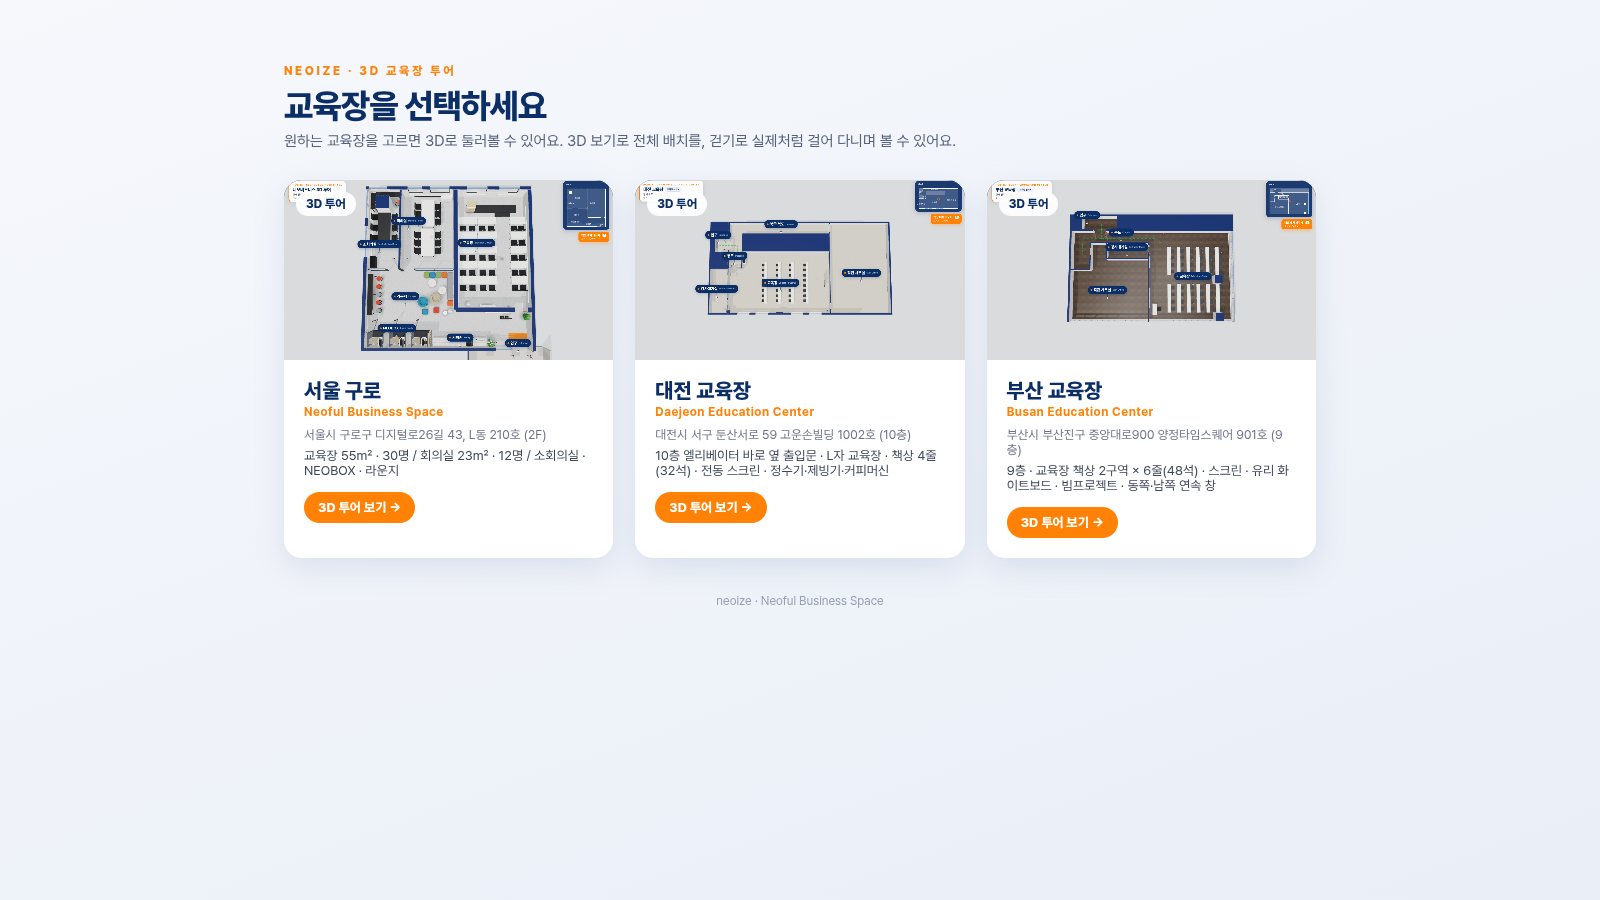 NEOIZE · 3D 교육장 투어
교육장을 선택하세요
원하는 교육장을 고르면 3D로 둘러볼 수 있어요. 3D 보기로 전체 배치를, 걷기로 실제처럼 걸어 다니며 볼 수 있어요.
3D 투어
서울 구로
Neoful Business Space
서울시 구로구 디지털로26길 43, L동 210호 (2F)
교육장 55m² · 30명 / 회의실 23m² · 12명 / 소회의실 ·
NEOBOX · 라운지
3D 투어 보기 →
3D 투어
대전 교육장
Daejeon Education Center
대전시 서구 둔산서로 59 고운손빌딩 1002호 (10층)
10층 엘리베이터 바로 옆 출입문 · L자 교육장 · 책상 4줄
(32석) · 전동 스크린 · 정수기·제빙기·커피머신
3D 투어 보기 →
3D 투어
부산 교육장
Busan Education Center
부산시 부산진구 중앙대로900 양정타임스퀘어 901호 (9
층)
9층 · 교육장 책상 2구역 × 6줄(48석) · 스크린 · 유리 화
이트보드 · 빔프로젝트 · 동쪽·남쪽 연속 창
3D 투어 보기 →
neoize · Neoful Business Space